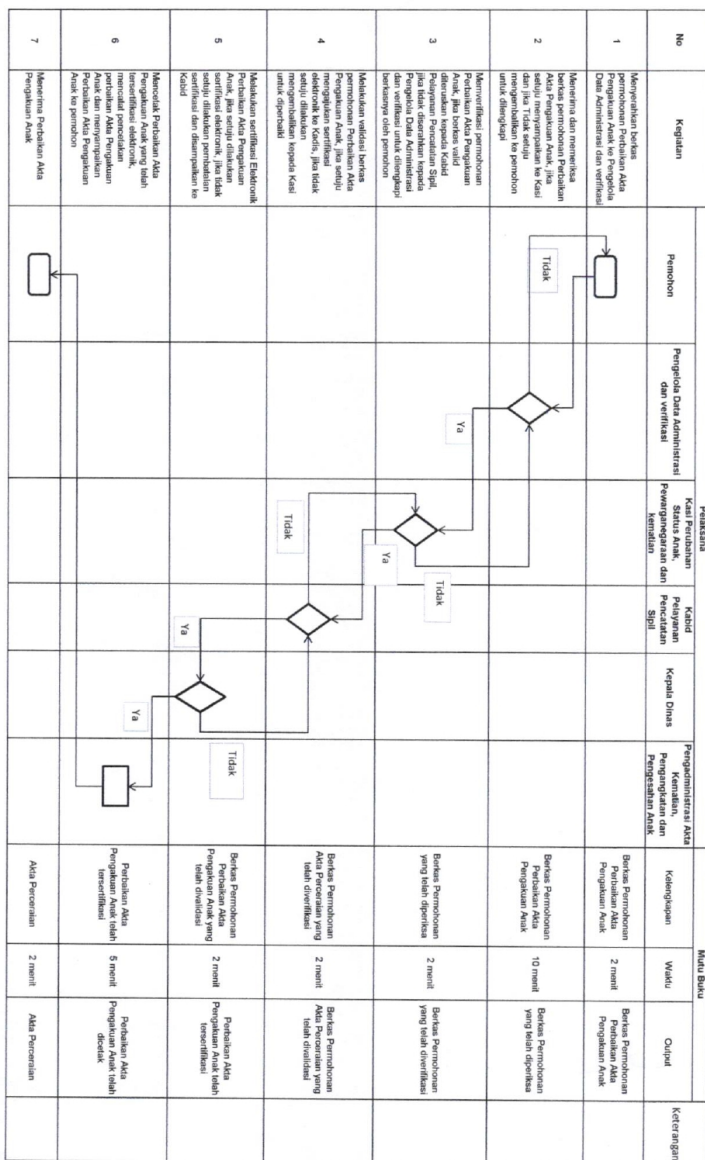 Pelaksana
Mutu Buku
No
Kegiatan
Pemohon
Pengelola Data Administrasi
dan verifikasi
Kasi Perubahan
Status Anak,
Pewarganegaraan dan
kematian
Kabid
Pelayanan
Pencatatan
Sipil
Kepala Dinas
Pengadministrasi Akta
Kematian,
Pengangkatan dan
Pengesahan Anak
Kelengkapan
Waktu
Output
Keterangan
1
Menyerahkan berkas
permohonan Perbaikan Akta
Pengakuan Anak ke Pengelola
Data Administrasi dan verifikasi
Berkas Permohonan
Perbaikan Akta
Pengakuan Anak
2 menit
Berkas Permohonan
Perbaikan Akta
Pengakuan Anak
2
Menerima dan memeriksa
berkas permohonan Perbaikan
Akta Pengakuan Anak, jika
setuju menyampaikan ke Kasi
dan jika Tidak setuju
mengembalikan ke pemohon
untuk dilengkapi
Tidak
Berkas Permohonan
Perbaikan Akta
Pengakuan Anak
10 menit
Berkas Permohonan
yang telah diperiksa
3
Memverifikasi permohonan
Perbaikan Akta Pengakuan
Anak, jika berkas valid
diteruskan kepada Kabid
Pelayanan Pencatatan Sipil,
jika tidak diserahkan kepada
Pengelola Data Administrasi
dan verifikasi untuk dilengkapi
berkasnya oleh pemohon
Ya
Ya
Tidak
Berkas Permohonan
yang telah diperiksa
2 menit
Berkas Permohonan
yang telah diverifikasi
4
Melakukan validasi berkas
permohonan Perbaikan Akta
Pengakuan Anak, jika setuju
mengajukan sertifikasi
elektronik ke Kadis, jika tidak
setuju dilakukan
mengembalikan kepada Kasi
untuk diperbaiki
Tidak
Berkas Permohonan
Akta Perceraian yang
telah diverifikasi
2 menit
Berkas Permohonan
Akta Perceraian yang
telah divalidasi
5
Melakukan sertifikasi Elektronik
Perbaikan Akta Pengakuan
Anak, jika setuju dilakukan
sertifikasi elektronik, jika tidak
setuju dilakukan pembatalan
sertifikasi dan disampaikan ke
Kabid
Ya
Tidak
Berkas Permohonan
Perbaikan Akta
Pengakuan Anak yang
telah divalidasi
2 menit
Perbaikan Akta
Pengakuan Anak telah
tersertifikasi
6
Mencetak Perbaikan Akta
Pengakuan Anak yang telah
tersertifikasi elektronik,
mencatat pencetakan
perbaikan Akta Pengakuan
Anak dan menyampaikan
Perbaikan Akta Pengakuan
Anak ke pemohon
Ya
Perbaikan Akta
Pengakuan Anak telah
tersertifikasi
5 menit
Perbaikan Akta
Pengakuan Anak telah
dicetak
7
Menerima Perbaikan Akta
Pengakuan Anak.
Akta Perceraian
2 menit
Akta Perceraian